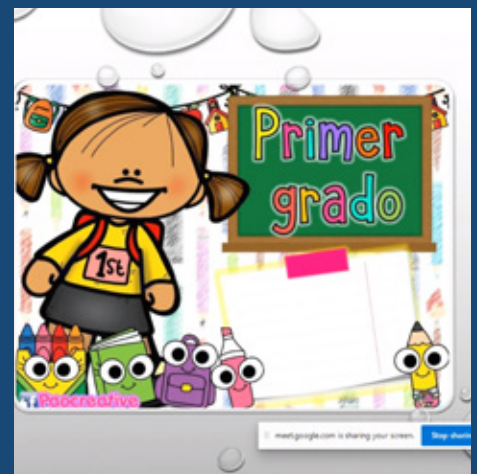 Primer
grado
1st
Paocreative
meet.google.com is sharing your screen.
Stop sharing